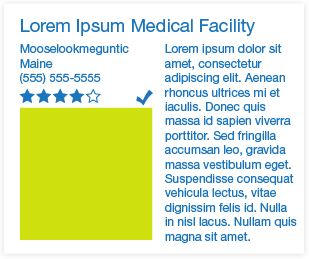 Lorem Ipsum Medical Facility
Mooselookmeguntic
Maine
(555) 555-5555
Lorem ipsum dolor sit
amet, consectetur
adipiscing elit. Aenean
rhoncus ultrices mi et
iaculis. Donec quis
massa id sapien viverra
porttitor. Sed fringilla
accumsan leo, gravida
massa vestibulum eget.
Suspendisse consequat
vehicula lectus, vitae
dignissim felis id. Nulla
in nisl lacus. Nullam quis
magna sit amet.